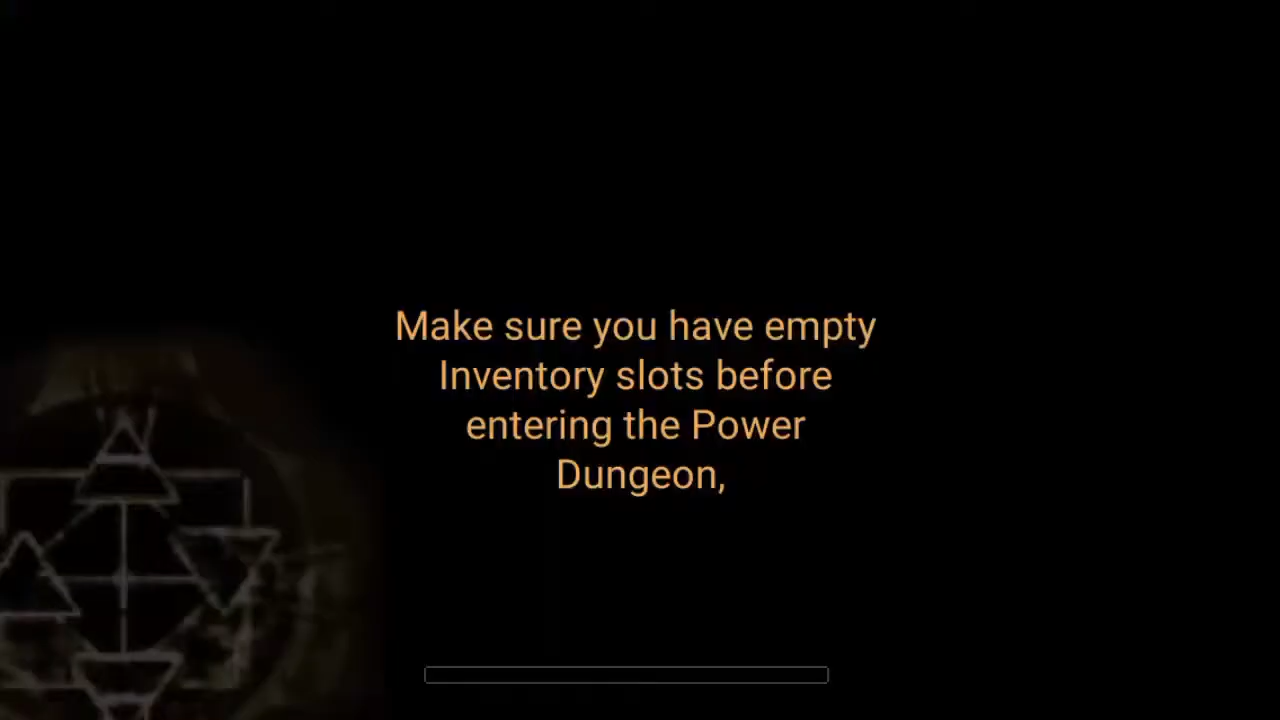 Make sure you have empty
Inventory slots before
entering the Power
Dungeon,